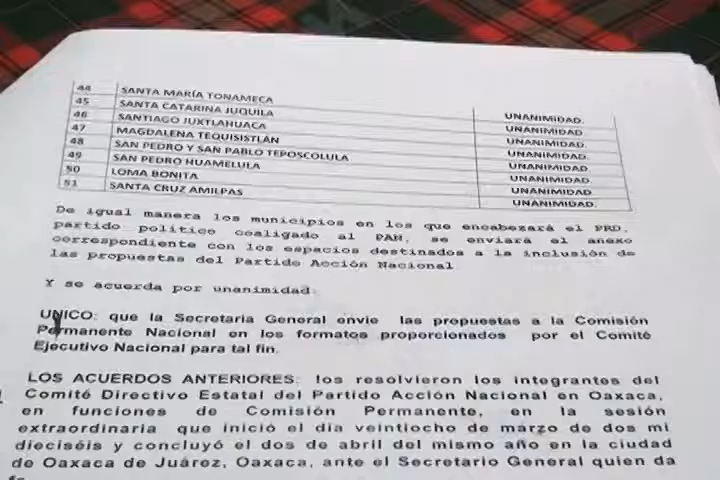 44 SANTA MARÍA TONAMECA UNANIMIDAD.
45 SANTA CATARINA JUQUILA UNANIMIDAD
46 SANTIAGO JUXTLAHUACA UNANIMIDAD.
47 MAGDALENA TEQUISISTLÁN UNANIMIDAD.
48 SAN PEDRO Y SAN PABLO TEPOSCOLULA UNANIMIDAD.
49 SAN PEDRO HUAMELULA UNANIMIDAD.
50 LOMA BONITA UNANIMIDAD.
51 SANTA CRUZ AMILPAS UNANIMIDAD.
De igual manera los municipios en los que encabezará el PRD,
partido político coaligado al PAN, se enviará el anexo
correspondiente con los espacios destinados a la inclusión de
las propuestas del Partido Acción Nacional
Y se acuerda por unanimidad
UNICO: que la Secretaria General envie las propuestas a la Comisión
Permanente Nacional en los formatos proporcionados por el Comité
Ejecutivo Nacional para tal fin.
LOS ACUERDOS ANTERIORES: los resolvieron los integrantes del
Comité Directivo Estatal del Partido Acción Nacional en Oaxaca,
en funciones de Comisión Permanente, en la sesión
extraordinaria que inició el día veintiocho de marzo de dos mi
dieciséis y concluyó el dos de abril del mismo año en la ciudad
de Oaxaca de Juárez, Oaxaca, ante el Secretario General quien da